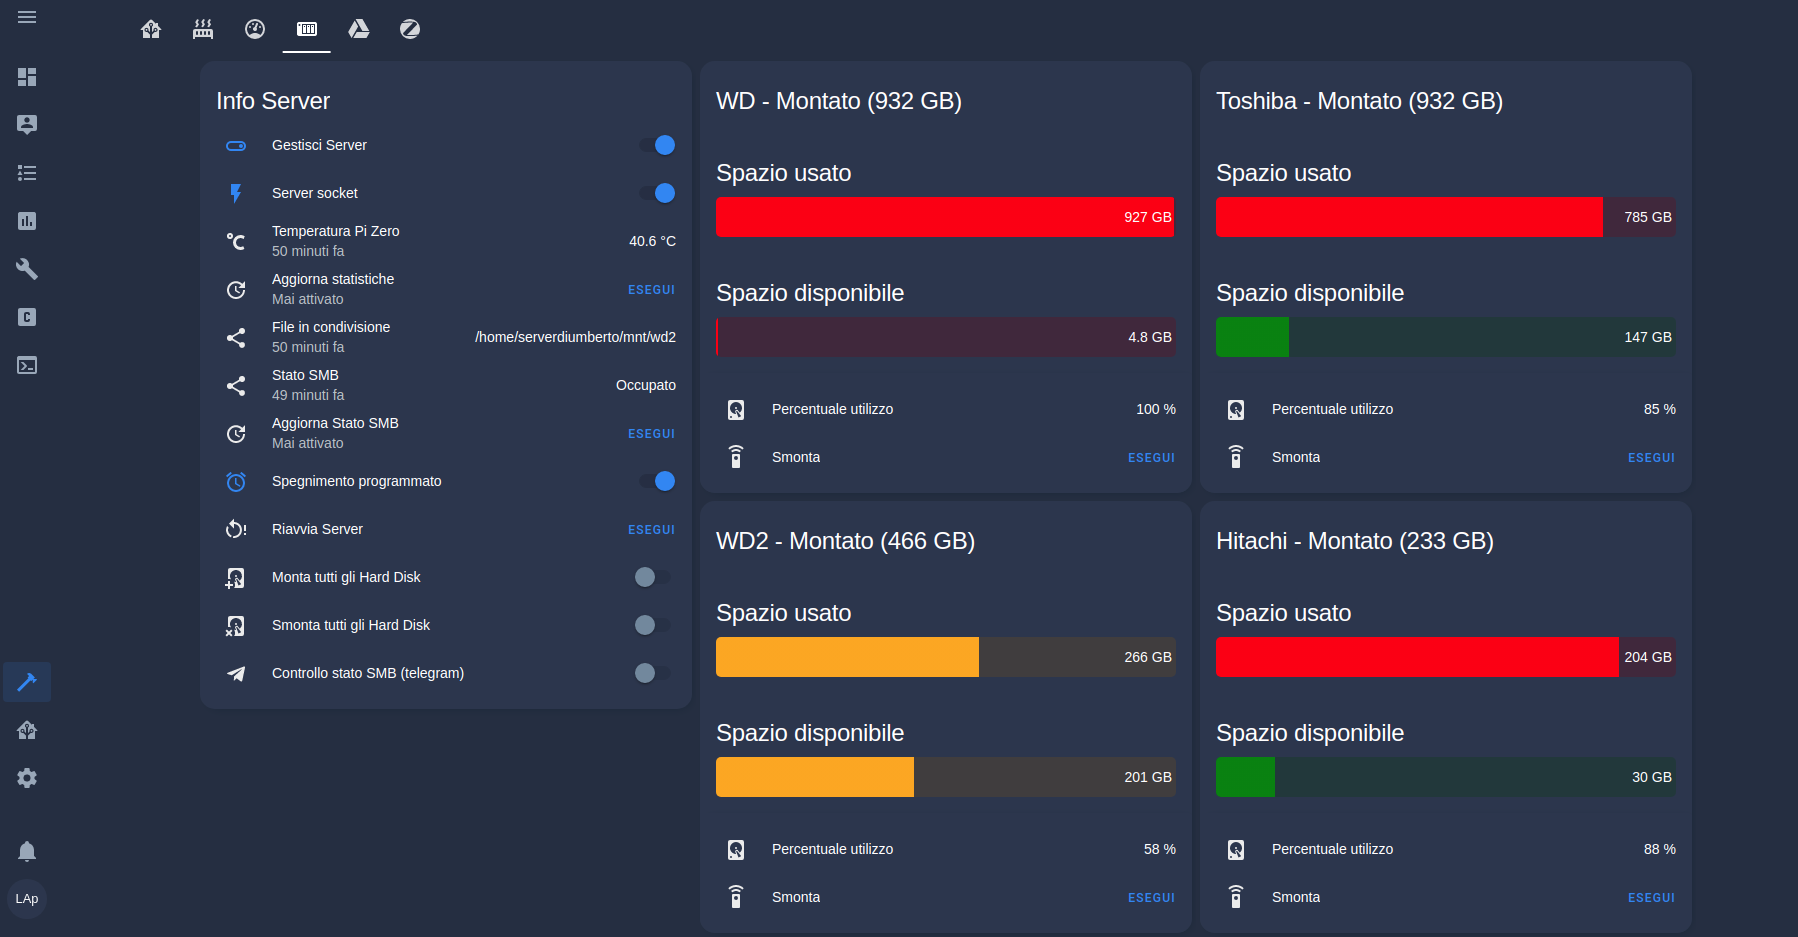 Info Server
Gestisci Server
Server socket
Temperatura Pi Zero
50 minuti fa
40.6 °C
Aggiorna statistiche
Mai attivato
ESEGUI
File in condivisione
50 minuti fa
/home/serverdiumberto/mnt/wd2
Stato SMB
49 minuti fa
Occupato
Aggiorna Stato SMB
Mai attivato
ESEGUI
Spegnimento programmato
Riavvia Server
ESEGUI
Monta tutti gli Hard Disk
Smonta tutti gli Hard Disk
Controllo stato SMB (telegram)
WD - Montato (932 GB)
Spazio usato
927 GB
Spazio disponibile
4.8 GB
Percentuale utilizzo
100 %
Smonta
ESEGUI
Toshiba - Montato (932 GB)
Spazio usato
785 GB
Spazio disponibile
147 GB
Percentuale utilizzo
85 %
Smonta
ESEGUI
WD2 - Montato (466 GB)
Spazio usato
266 GB
Spazio disponibile
201 GB
Percentuale utilizzo
58 %
Smonta
ESEGUI
Hitachi - Montato (233 GB)
Spazio usato
204 GB
Spazio disponibile
30 GB
Percentuale utilizzo
88 %
Smonta
ESEGUI
LAp